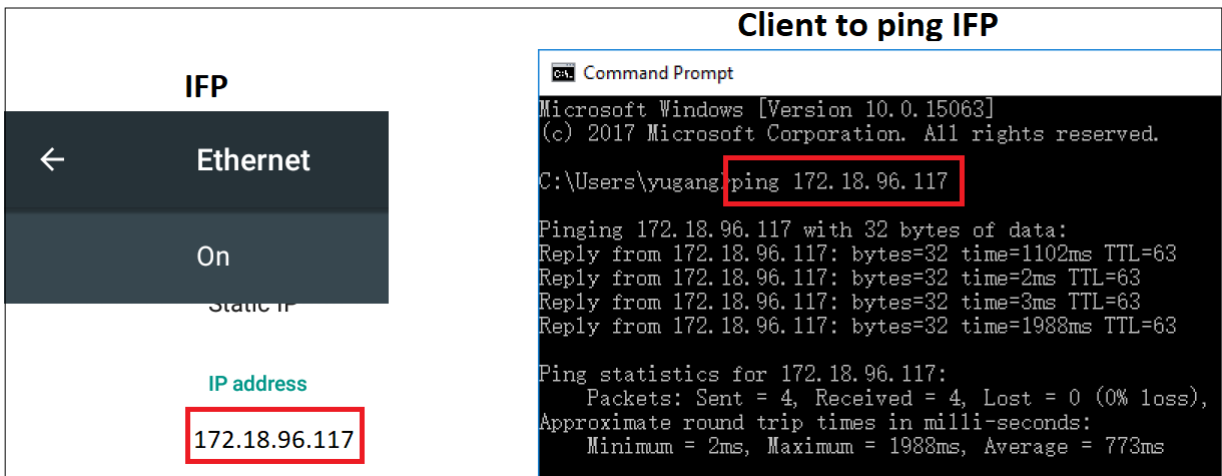 IFP
←
Ethernet
On
Static IP
IP address
172.18.96.117
Client to ping IFP
Command Prompt
Microsoft Windows [Version 10.0.15063]
(c) 2017 Microsoft Corporation. All rights reserved.
C:\Users\yugang>ping 172.18.96.117
Pinging 172.18.96.117 with 32 bytes of data:
Reply from 172.18.96.117: bytes=32 time=1102ms TTL=63
Reply from 172.18.96.117: bytes=32 time=2ms TTL=63
Reply from 172.18.96.117: bytes=32 time=3ms TTL=63
Reply from 172.18.96.117: bytes=32 time=1988ms TTL=63
Ping statistics for 172.18.96.117:
Packets: Sent = 4, Received = 4, Lost = 0 (0% loss),
Approximate round trip times in milli-seconds:
Minimum = 2ms, Maximum = 1988ms, Average = 773ms